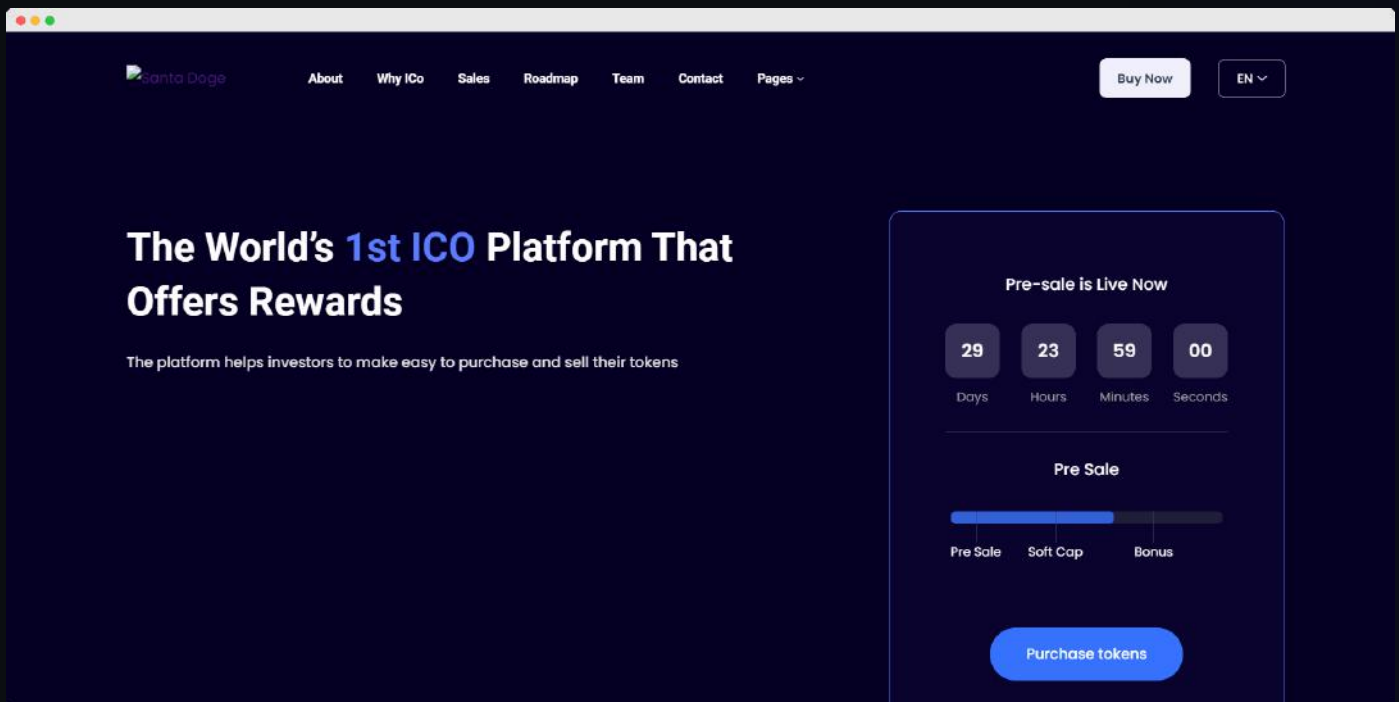 Santa Doge
About Why ICo Sales Roadmap Team Contact Pages
Buy Now
EN
The World's 1st ICO Platform That
Offers Rewards
The platform helps investors to make easy to purchase and sell their tokens
Pre-sale is Live Now
29 23 59 00
Days Hours Minutes Seconds
Pre Sale
Pre Sale Soft Cap Bonus
Purchase tokens